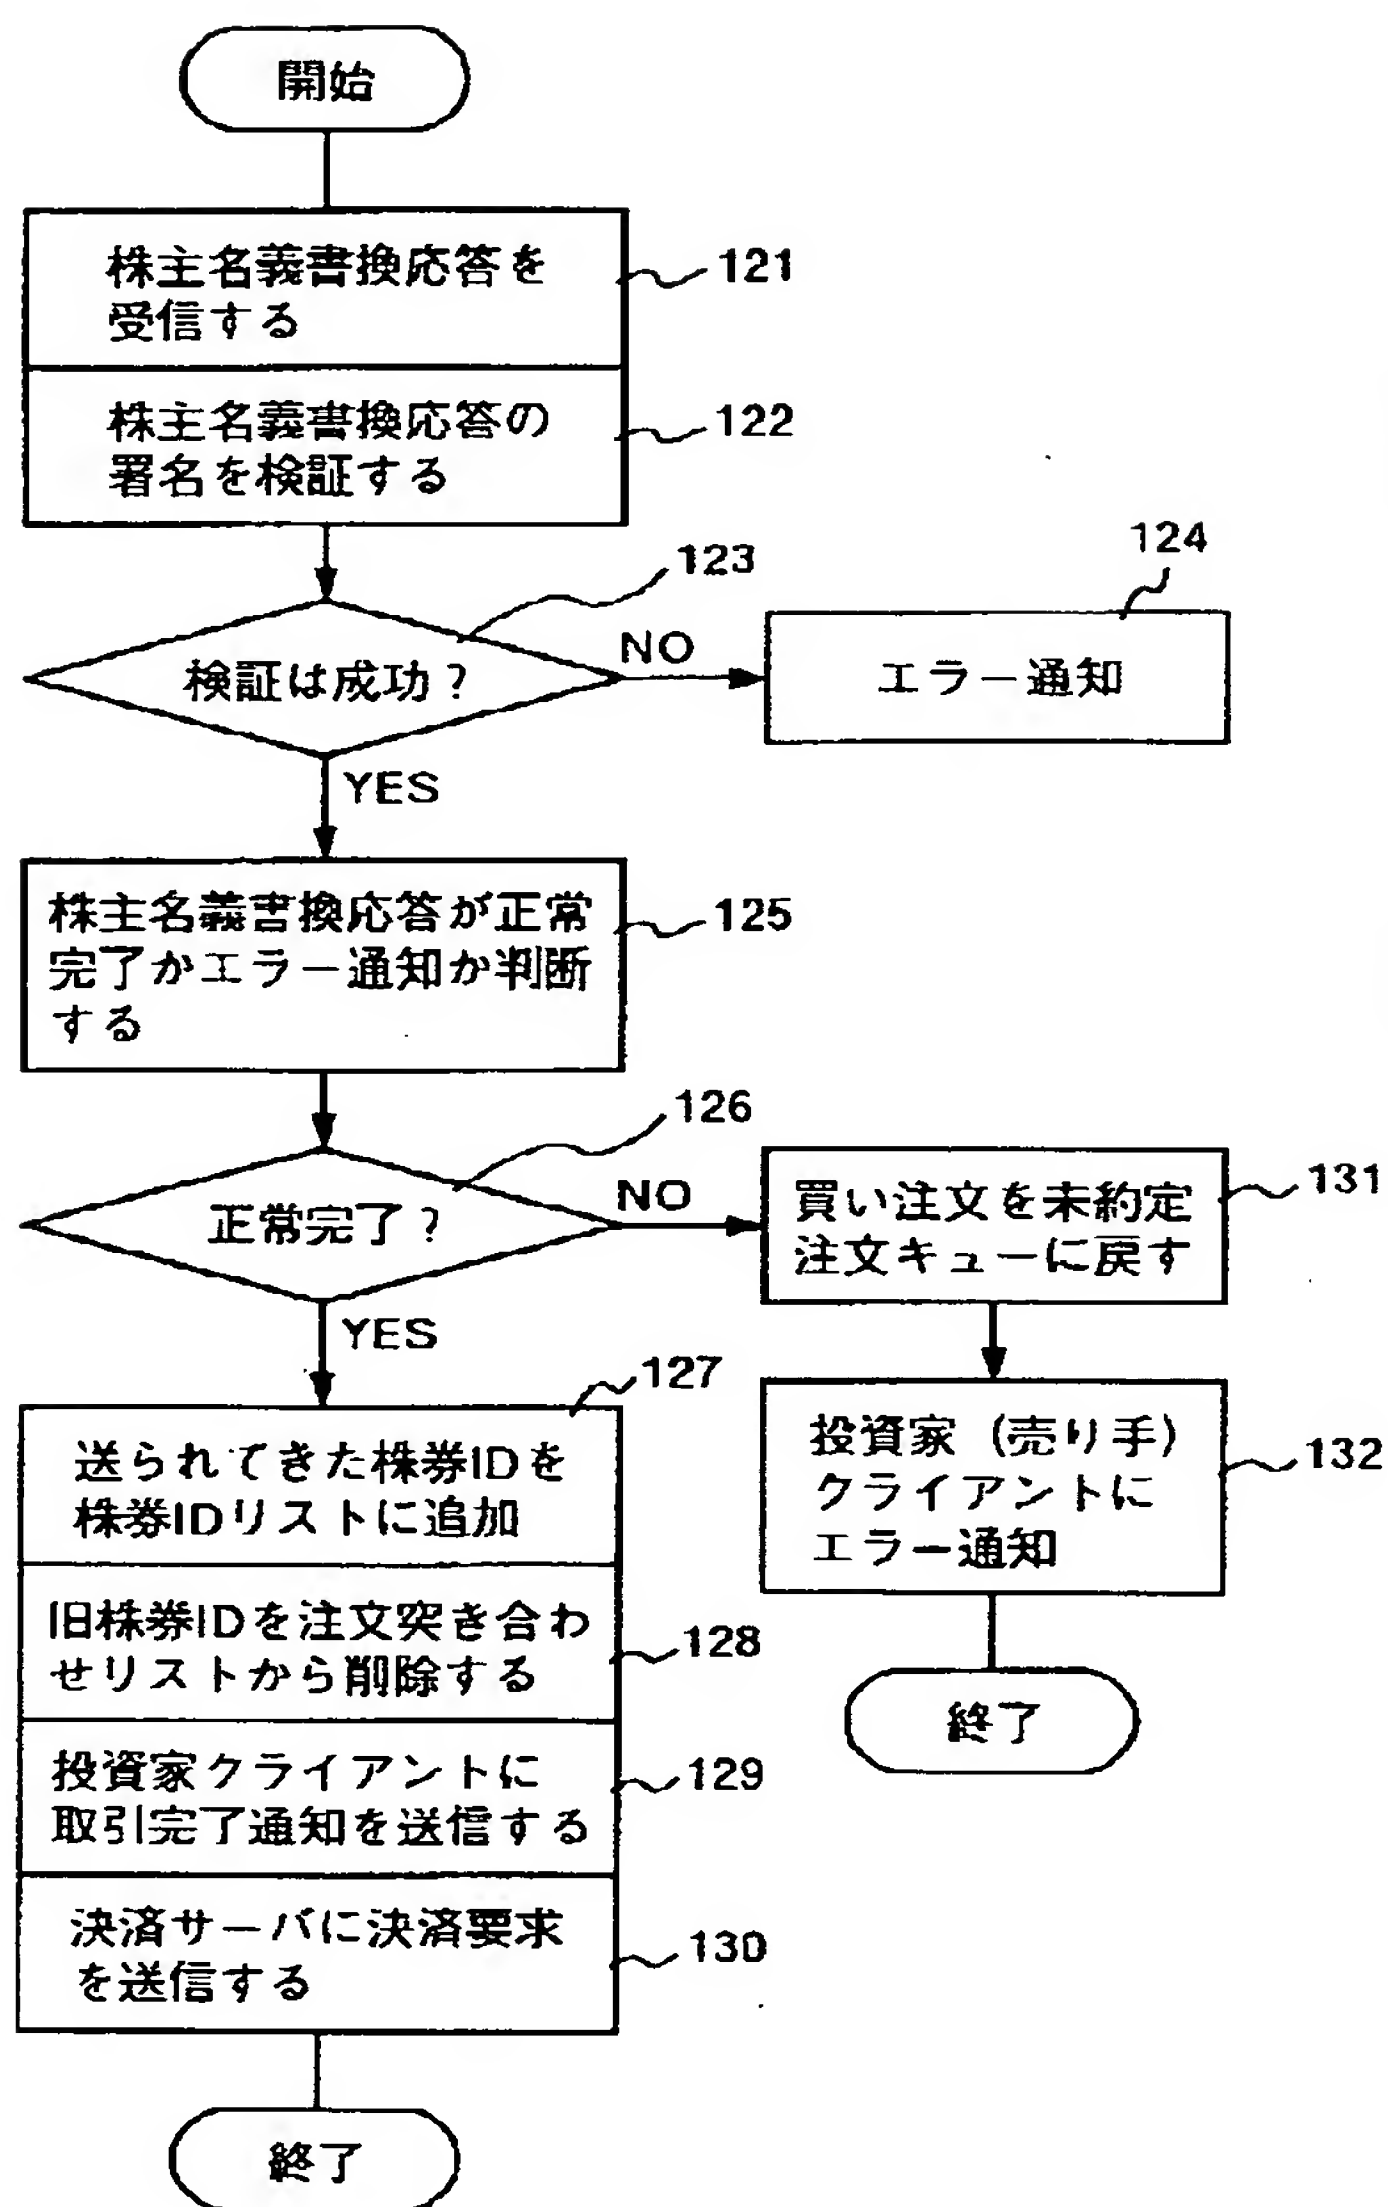 開始
株主名義書換応答を
受信する
121
株主名義書換応答の
署名を検証する
122
123
検証は成功？
NO
124
エラー通知
YES
株主名義書換応答が正常
完了かエラー通知か判断
する
125
126
正常完了？
NO
131
買い注文を未約定
注文キューに戻す
YES
127
送られてきた株券IDを
株券IDリストに追加
投資家（売り手）
クライアントに
エラー通知
132
旧株券IDを注文突き合わ
せリストから削除する
128
終了
投資家クライアントに
取引完了通知を送信する
129
決済サーバに決済要求
を送信する
130
終了